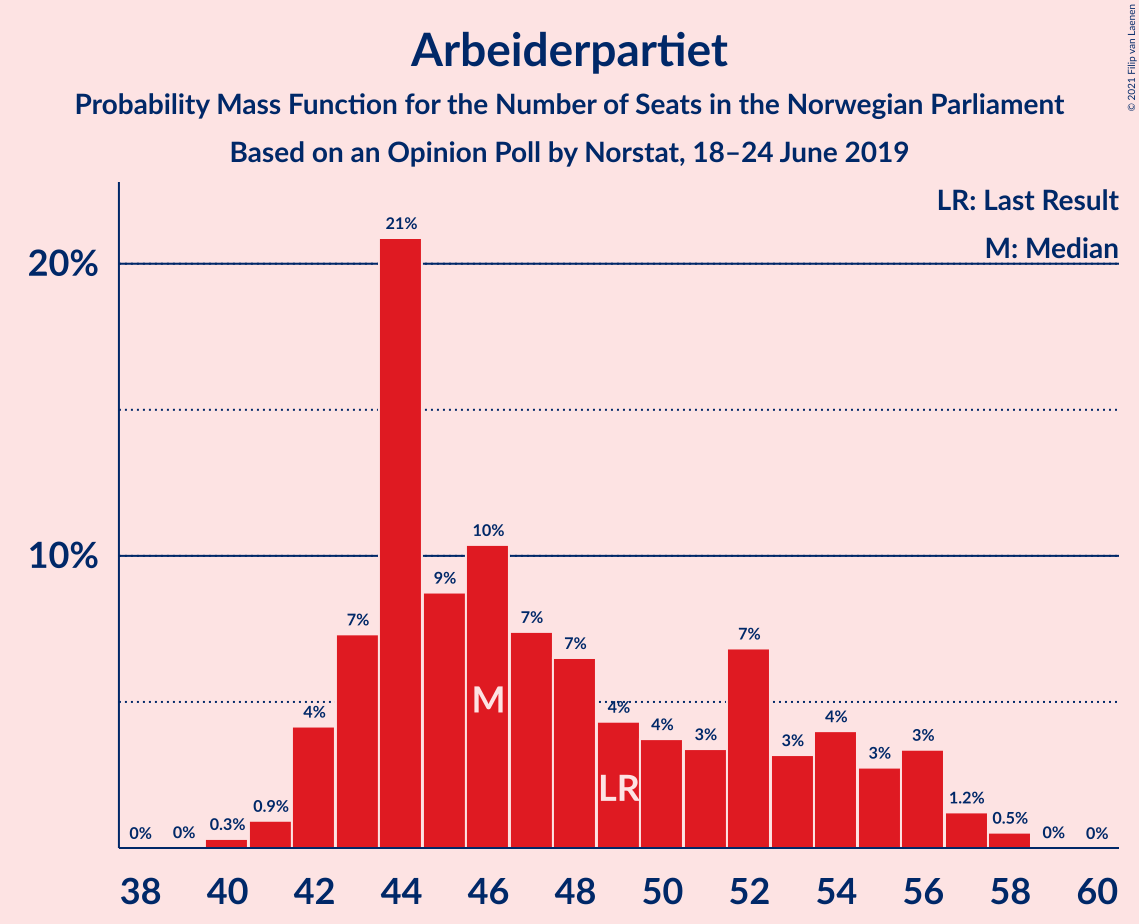 Arbeiderpartiet
Probability Mass Function for the Number of Seats in the Norwegian Parliament
Based on an Opinion Poll by Norstat, 18–24 June 2019
© 2021 Filip van Laenen
LR: Last Result
M: Median
20%
10%
0%
0%
0.3%
0.9%
4%
7%
21%
9%
10%
7%
7%
4%
4%
3%
7%
3%
4%
3%
3%
1.2%
0.5%
0%
0%
M
LR
38 40 42 44 46 48 50 52 54 56 58 60